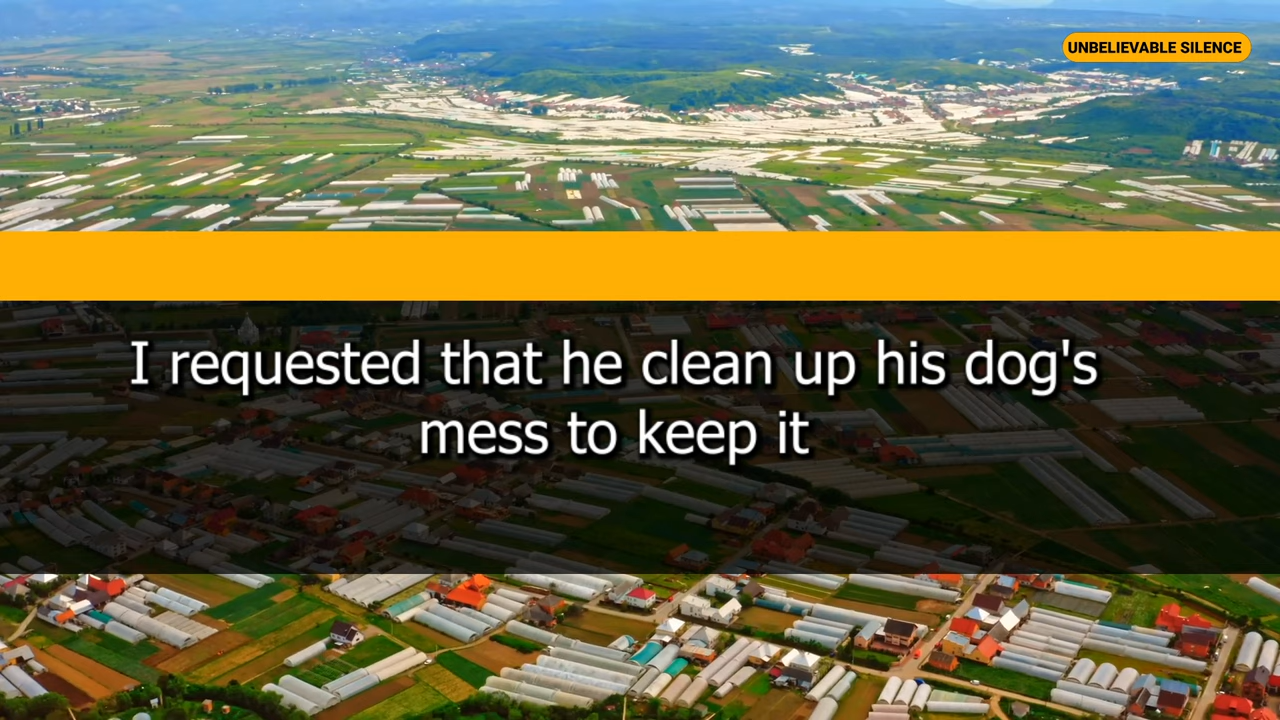 UNBELIEVABLE SILENCE
I requested that he clean up his dog's
mess to keep it